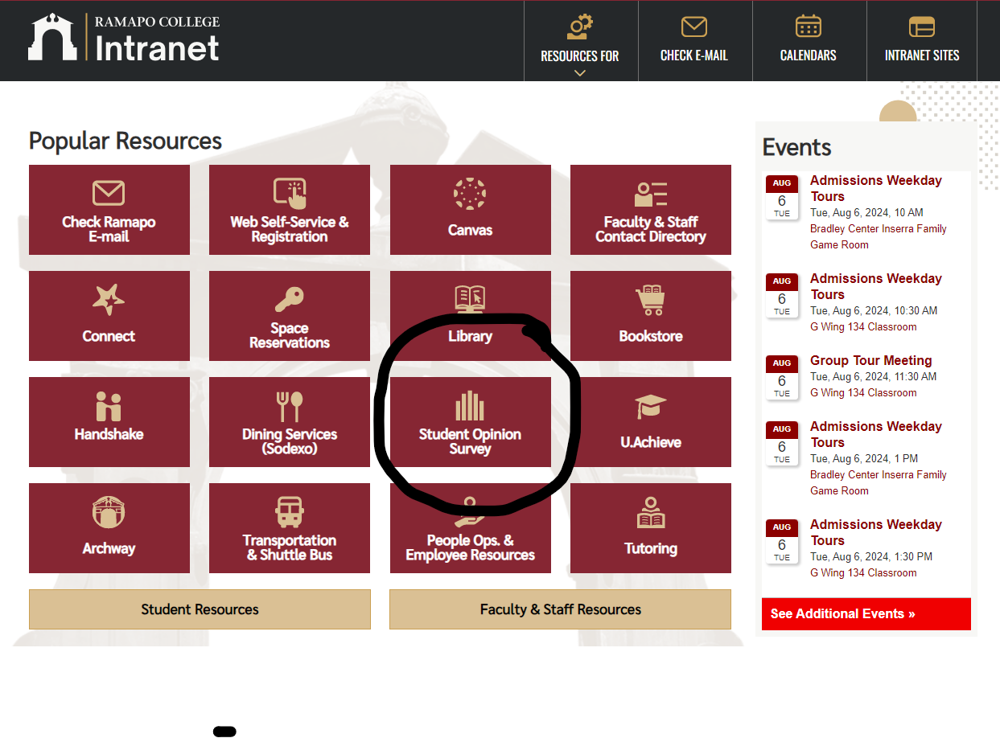 RAMAPO COLLEGE
Intranet
RESOURCES FOR
CHECK E-MAIL
CALENDARS
INTRANET SITES
Popular Resources
Check Ramapo
E-mail
Web Self-Service &
Registration
Canvas
Faculty & Staff
Contact Directory
Connect
Space
Reservations
Library
Bookstore
Handshake
Dining Services
(Sodexo)
Student Opinion
Survey
U.Achieve
Archway
Transportation
& Shuttle Bus
People Ops. &
Employee Resources
Tutoring
Student Resources
Faculty & Staff Resources
Events
AUG
6
TUE
Admissions Weekday
Tours
Tue, Aug 6, 2024, 10 AM
Bradley Center Inserra Family
Game Room
AUG
6
TUE
Admissions Weekday
Tours
Tue, Aug 6, 2024, 10:30 AM
G Wing 134 Classroom
AUG
6
TUE
Group Tour Meeting
Tue, Aug 6, 2024, 11:30 AM
G Wing 134 Classroom
AUG
6
TUE
Admissions Weekday
Tours
Tue, Aug 6, 2024, 1 PM
Bradley Center Inserra Family
Game Room
AUG
6
TUE
Admissions Weekday
Tours
Tue, Aug 6, 2024, 1:30 PM
G Wing 134 Classroom
See Additional Events »